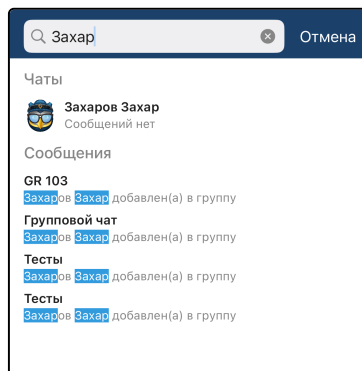 Захар Отмена
Чаты
Захаров Захар
Сообщений нет
Сообщения
GR 103
Захаров Захар добавлен(а) в группу
Групповой чат
Захаров Захар добавлен(а) в группу
Тесты
Захаров Захар добавлен(а) в группу
Тесты
Захаров Захар добавлен(а) в группу